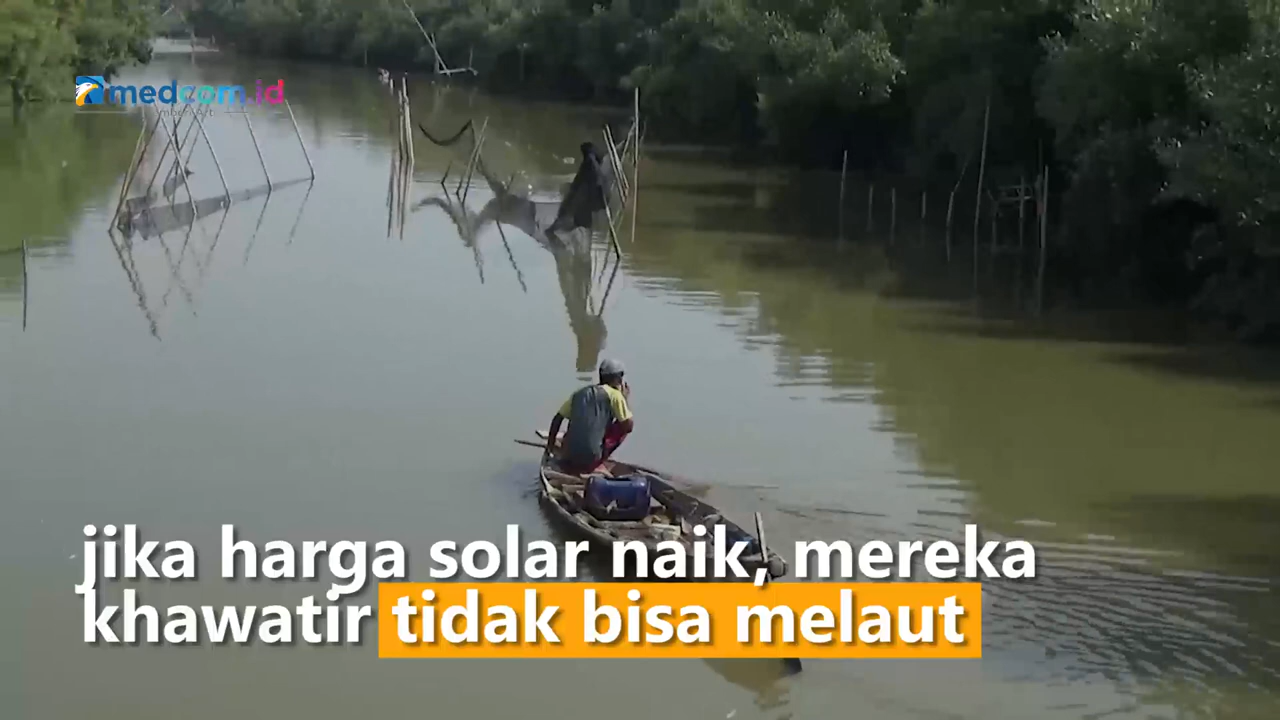 medcom.id
jika harga solar naik, mereka
khawatir tidak bisa melaut